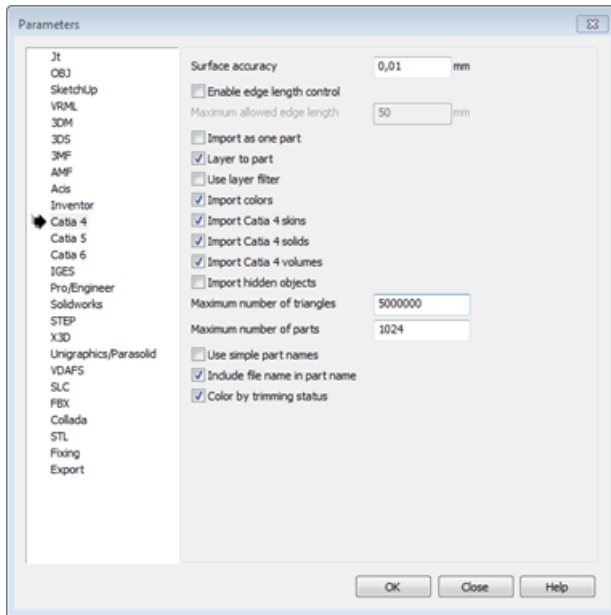 Parameters
Jt
OBJ
SketchUp
VRML
3DM
3DS
3MF
AMF
Acis
Inventor
Catia 4
Catia 5
Catia 6
IGES
Pro/Engineer
Solidworks
STEP
X3D
Unigraphics/Parasolid
VDAFS
SLC
FBX
Collada
STL
Fixing
Export
Surface accuracy 0,01 mm
Enable edge length control
Maximum allowed edge length 50 mm
Import as one part
Layer to part
Use layer filter
Import colors
Import Catia 4 skins
Import Catia 4 solids
Import Catia 4 volumes
Import hidden objects
Maximum number of triangles 5000000
Maximum number of parts 1024
Use simple part names
Include file name in part name
Color by trimming status
OK Close Help